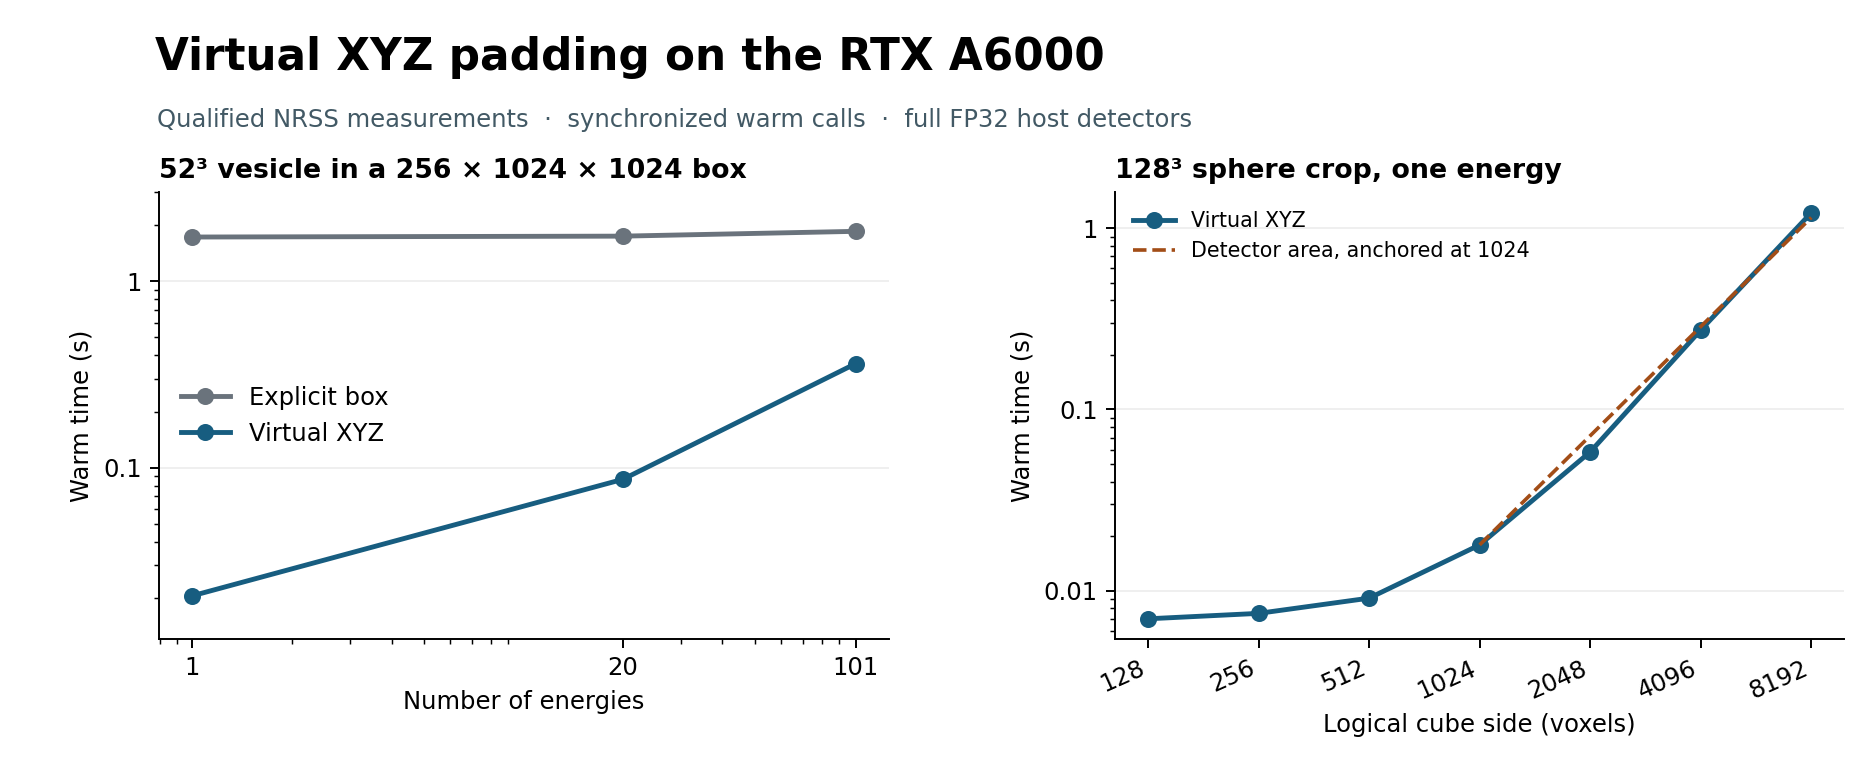 Virtual XYZ padding on the RTX A6000
Qualified NRSS measurements · synchronized warm calls · full FP32 host detectors
52³ vesicle in a 256 × 1024 × 1024 box
Warm time (s)
1
0.1
Explicit box
Virtual XYZ
1
20
101
Number of energies
128³ sphere crop, one energy
Warm time (s)
1
0.1
0.01
Virtual XYZ
Detector area, anchored at 1024
128
256
512
1024
2048
4096
8192
Logical cube side (voxels)